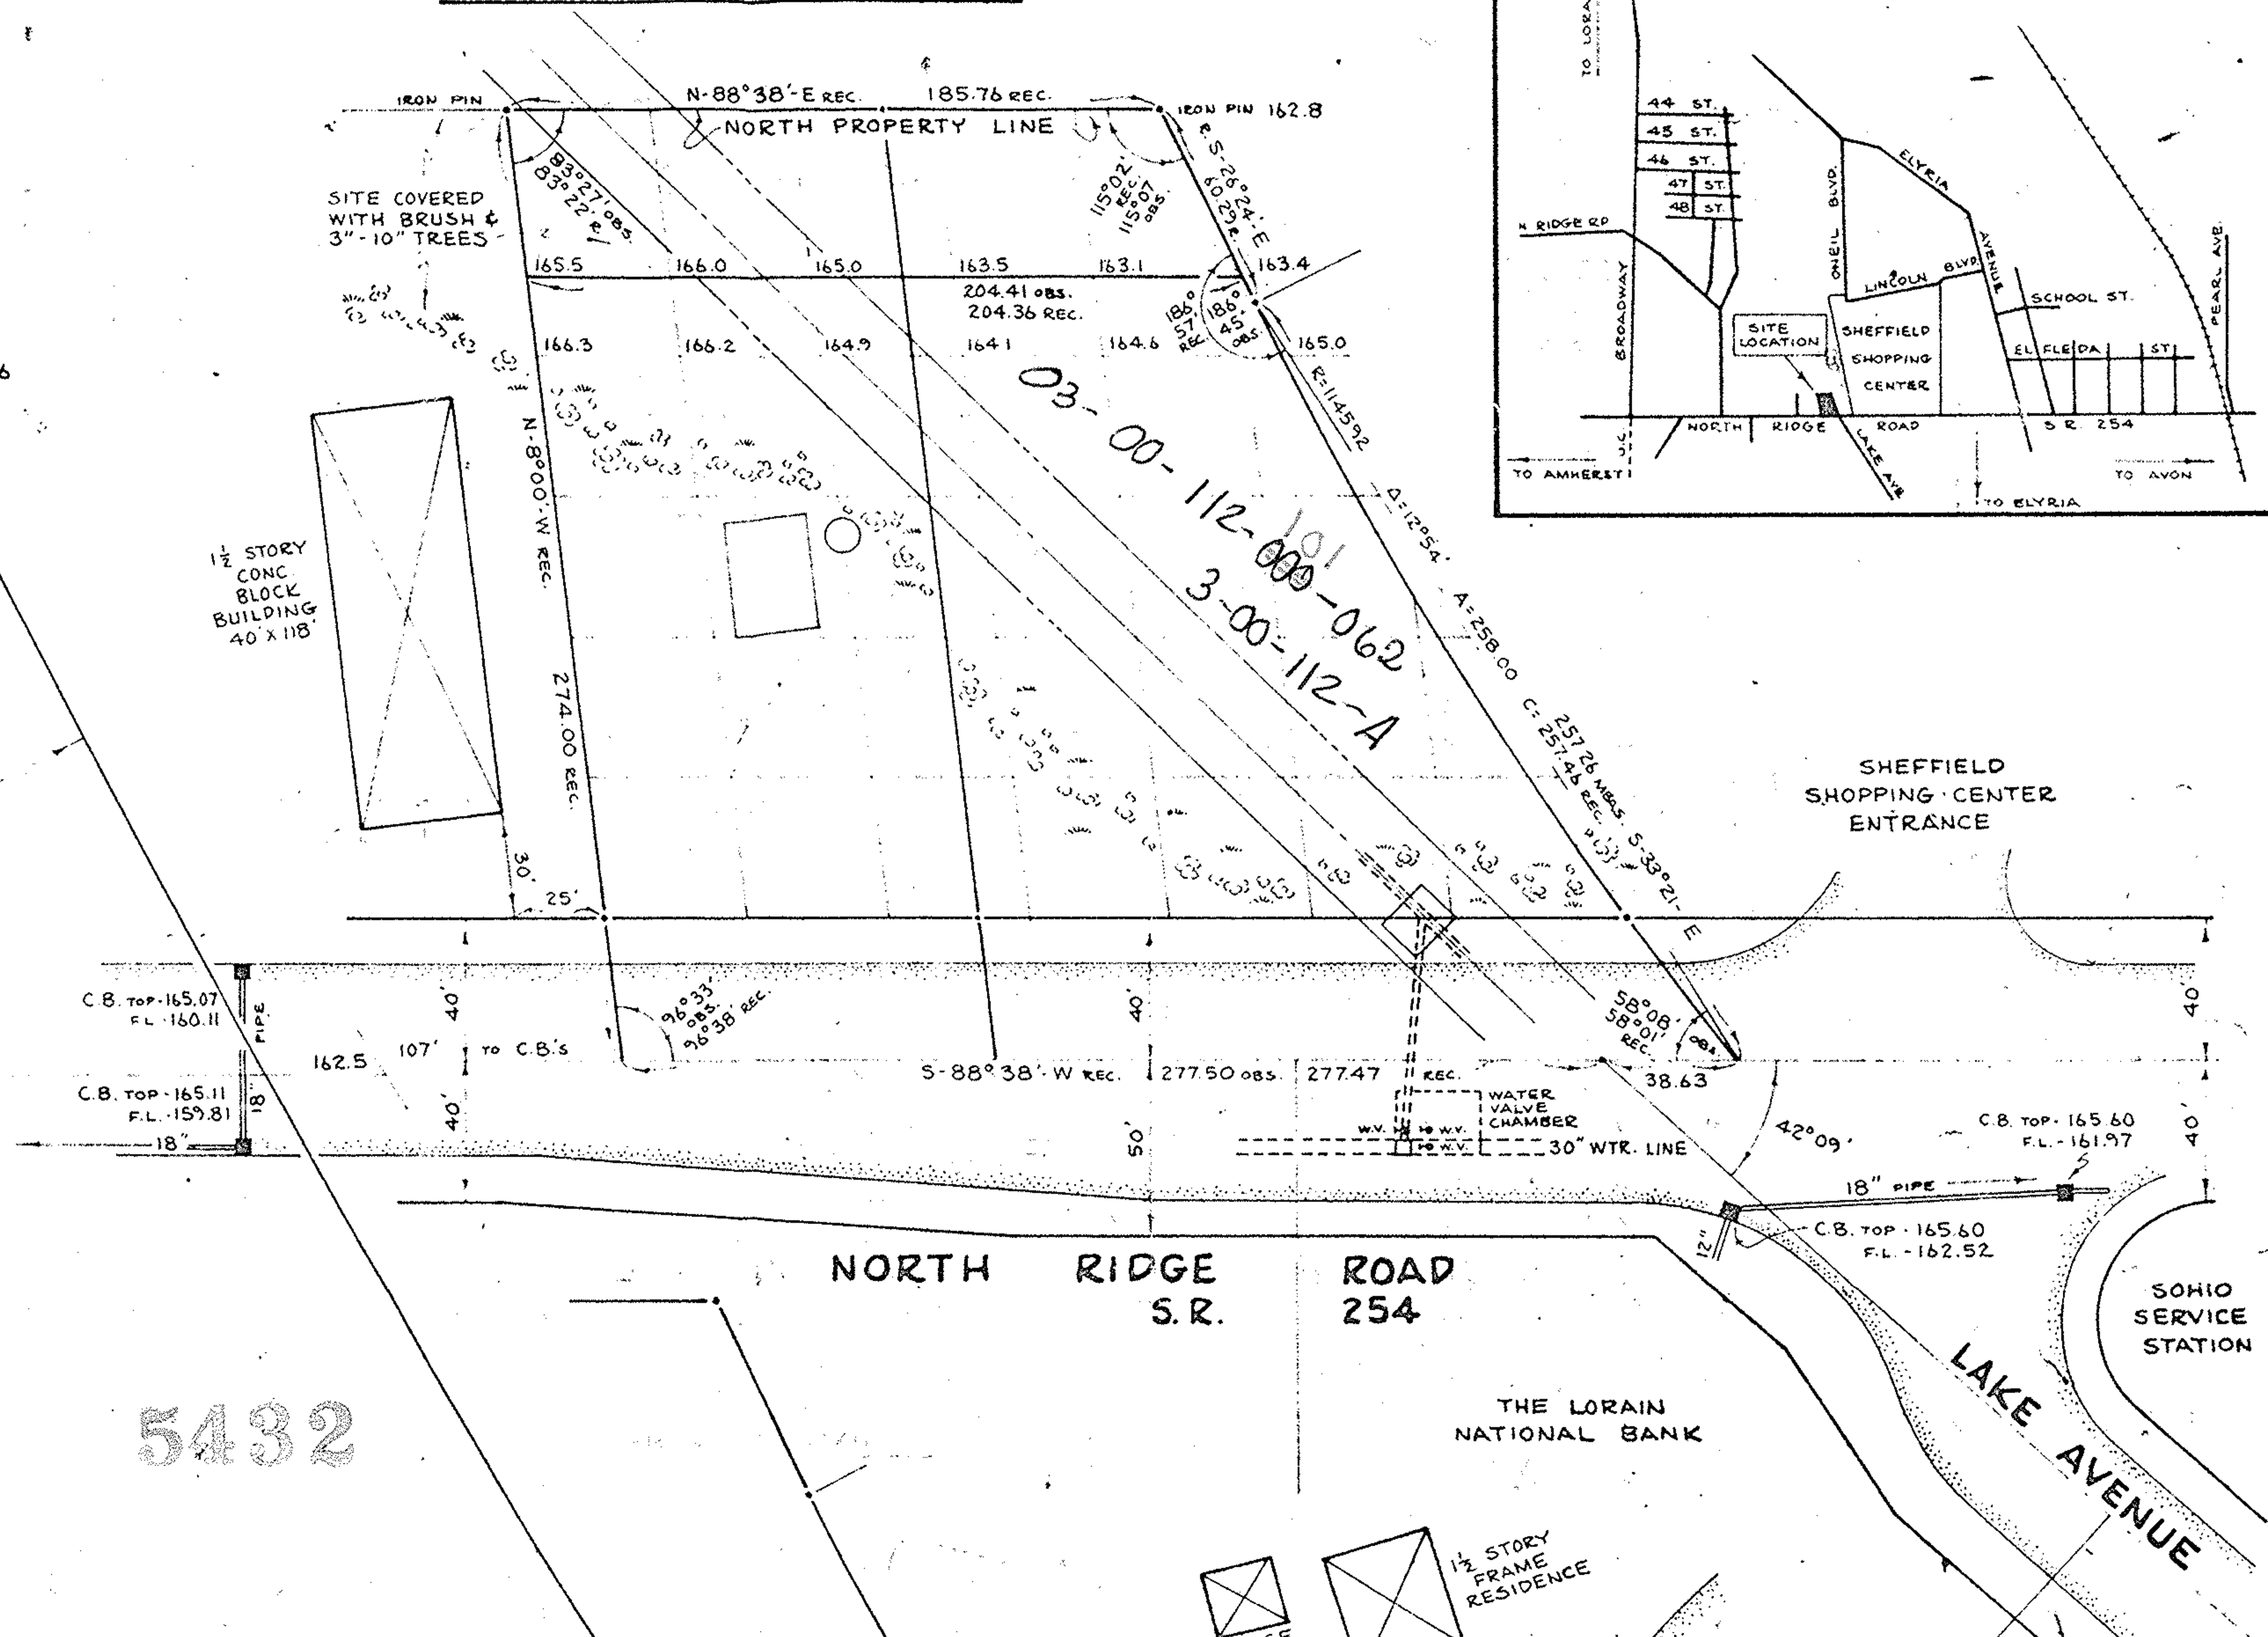 IRON PIN
N-88°38'-E REC.
185.76 REC.
IRON PIN 162.8
NORTH PROPERTY LINE
83°27' OBS.
83°22' R.
115°02'
REC.
115°07
OBS.
R.S-26°24'-E
60.29 R.
SITE COVERED
WITH BRUSH &
3"-10" TREES
165.5 166.0 165.0 163.5 163.1 163.4
204.41 OBS.
204.36 REC.
186°
57'
REC
186°
45'
OBS.
166.3 166.2 164.9 164.1 164.6 165.0
R=1145.92
Δ=12°54'
A=258.00
C=257.46 REC.
257.26 MEAS.
S-33°21'-E
03-00-112-000-062
101
3-00-112-A
N-8°00'-W REC.
274.00 REC.
1½ STORY
CONC.
BLOCK
BUILDING
40'X118'
30'
25'
SHEFFIELD
SHOPPING CENTER
ENTRANCE
C.B. TOP-165.07
F.L.-160.11
PIPE
18"
C.B. TOP-165.11
F.L.-159.81
18"
162.5
107'
TO C.B.'S
40'
40'
96°33'
OBS.
96°38' REC.
40'
50'
S-88°38'-W REC.
277.50 OBS.
277.47 REC.
58°08'
OBS.
58°01'
REC.
38.63
40'
40'
WATER
VALVE
CHAMBER
W.V.
W.V.
W.V.
30" WTR. LINE
42°09'
C.B. TOP-165.60
F.L.-161.97
18" PIPE
C.B. TOP-165.60
F.L.-162.52
12"
NORTH RIDGE ROAD
S.R. 254
SOHIO
SERVICE
STATION
LAKE AVENUE
THE LORAIN
NATIONAL BANK
5432
1½ STORY
FRAME
RESIDENCE
TO LORA
44 ST.
45 ST.
46 ST.
47 ST.
48 ST.
N RIDGE RD
BROADWAY
ONEIL BLVD.
ELYRIA
AVENUE
LINCOLN BLVD.
SCHOOL ST.
PEARL AVE.
SITE
LOCATION
SHEFFIELD
SHOPPING
CENTER
ELFLEDA ST
NORTH RIDGE ROAD
S R. 254
LAKE AVE
TO AMHERST
U.C.
TO AVON
TO ELYRIA